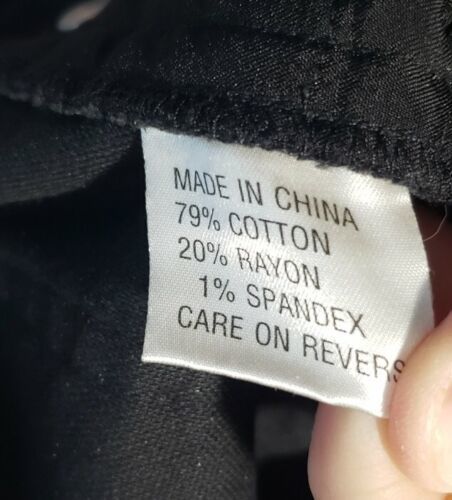 MADE IN CHINA
79% COTTON
20% RAYON
1% SPANDEX
CARE ON REVERS